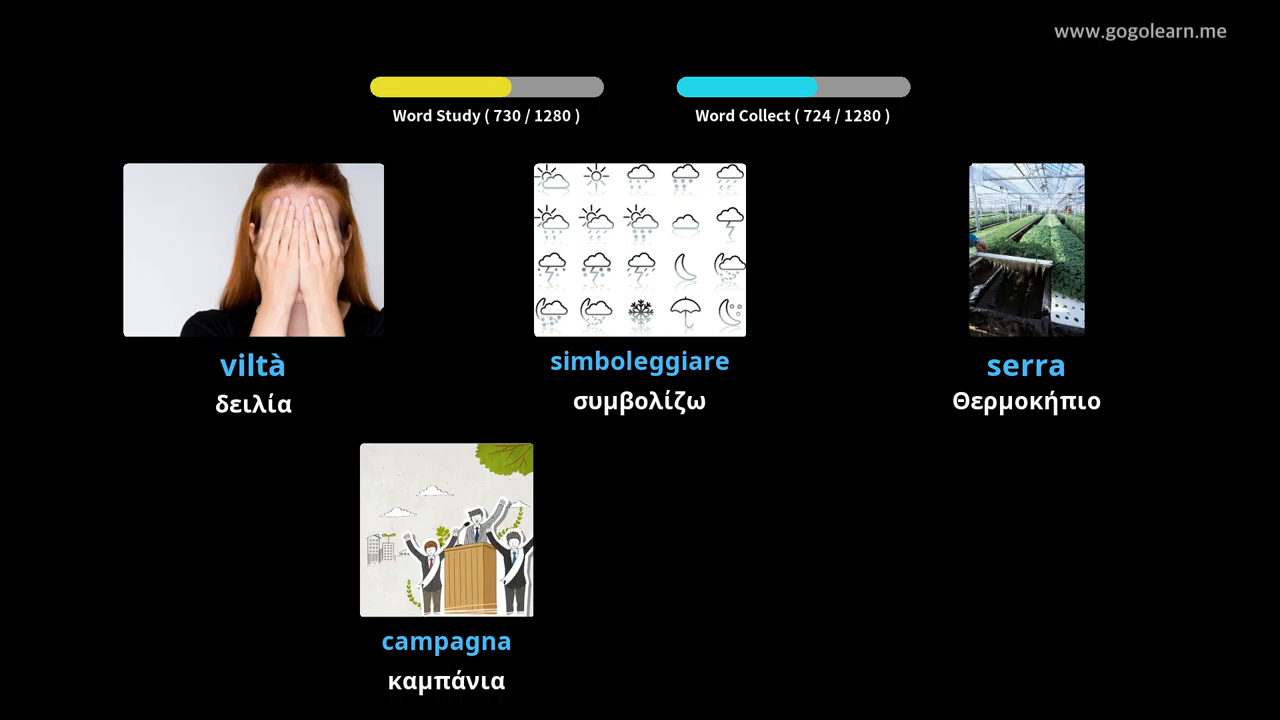 www.gogolearn.me
Word Study ( 730 / 1280 )
Word Collect ( 724 / 1280 )
viltà
δειλία
simboleggiare
συμβολίζω
serra
Θερμοκήπιο
campagna
καμπάνια